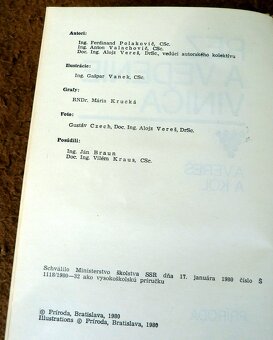 Autori:
Ing. Ferdinand Polakovič, CSc.
Ing. Anton Valachovič, CSc.
Doc. Ing. Alojz Vereš, DrSc., vedúci autorského kolektívu
Ilustrácie:
Ing. Gašpar Vanek, CSc.
Grafy:
RNDr. Mária Krucká
Foto:
Gustáv Czech, Doc. Ing. Alojz Vereš, DrSc.
Posúdili:
Ing. Ján Braun
Doc. Ing. Vilém Kraus, CSc.
Schválilo Ministerstvo školstva SSR dňa 17. januára 1980 číslo Š
1118/1980—32 ako vysokoškolskú príručku
© Príroda, Bratislava, 1980
Illustrations © Príroda, Bratislava, 1980